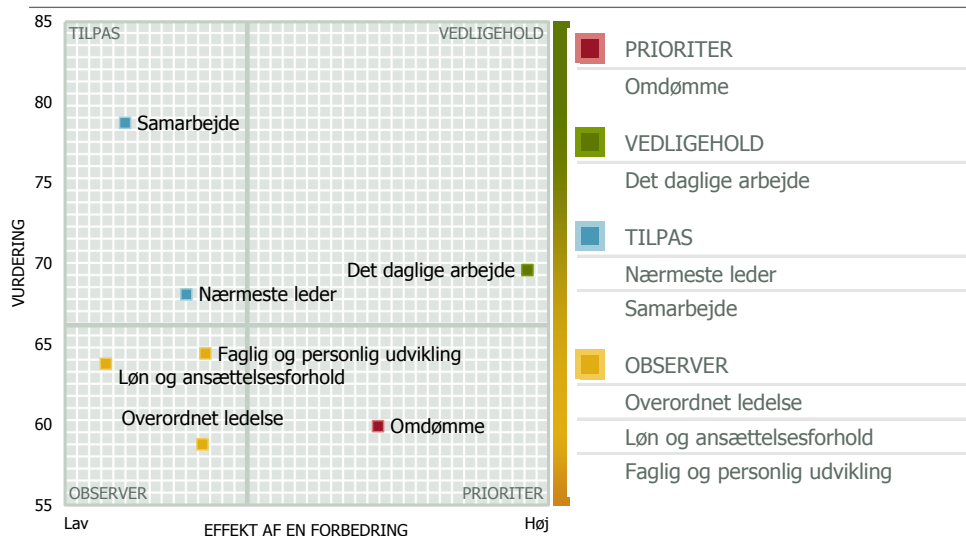 85
TILPAS
VEDLIGEHOLD
80
Samarbejde
75
VURDERING
70
Det daglige arbejde
Nærmeste leder
65
Faglig og personlig udvikling
Løn og ansættelsesforhold
60
Overordnet ledelse
Omdømme
OBSERVER
PRIORITER
55
Lav
EFFEKT AF EN FORBEDRING
Høj
PRIORITER
Omdømme
VEDLIGEHOLD
Det daglige arbejde
TILPAS
Nærmeste leder
Samarbejde
OBSERVER
Overordnet ledelse
Løn og ansættelsesforhold
Faglig og personlig udvikling